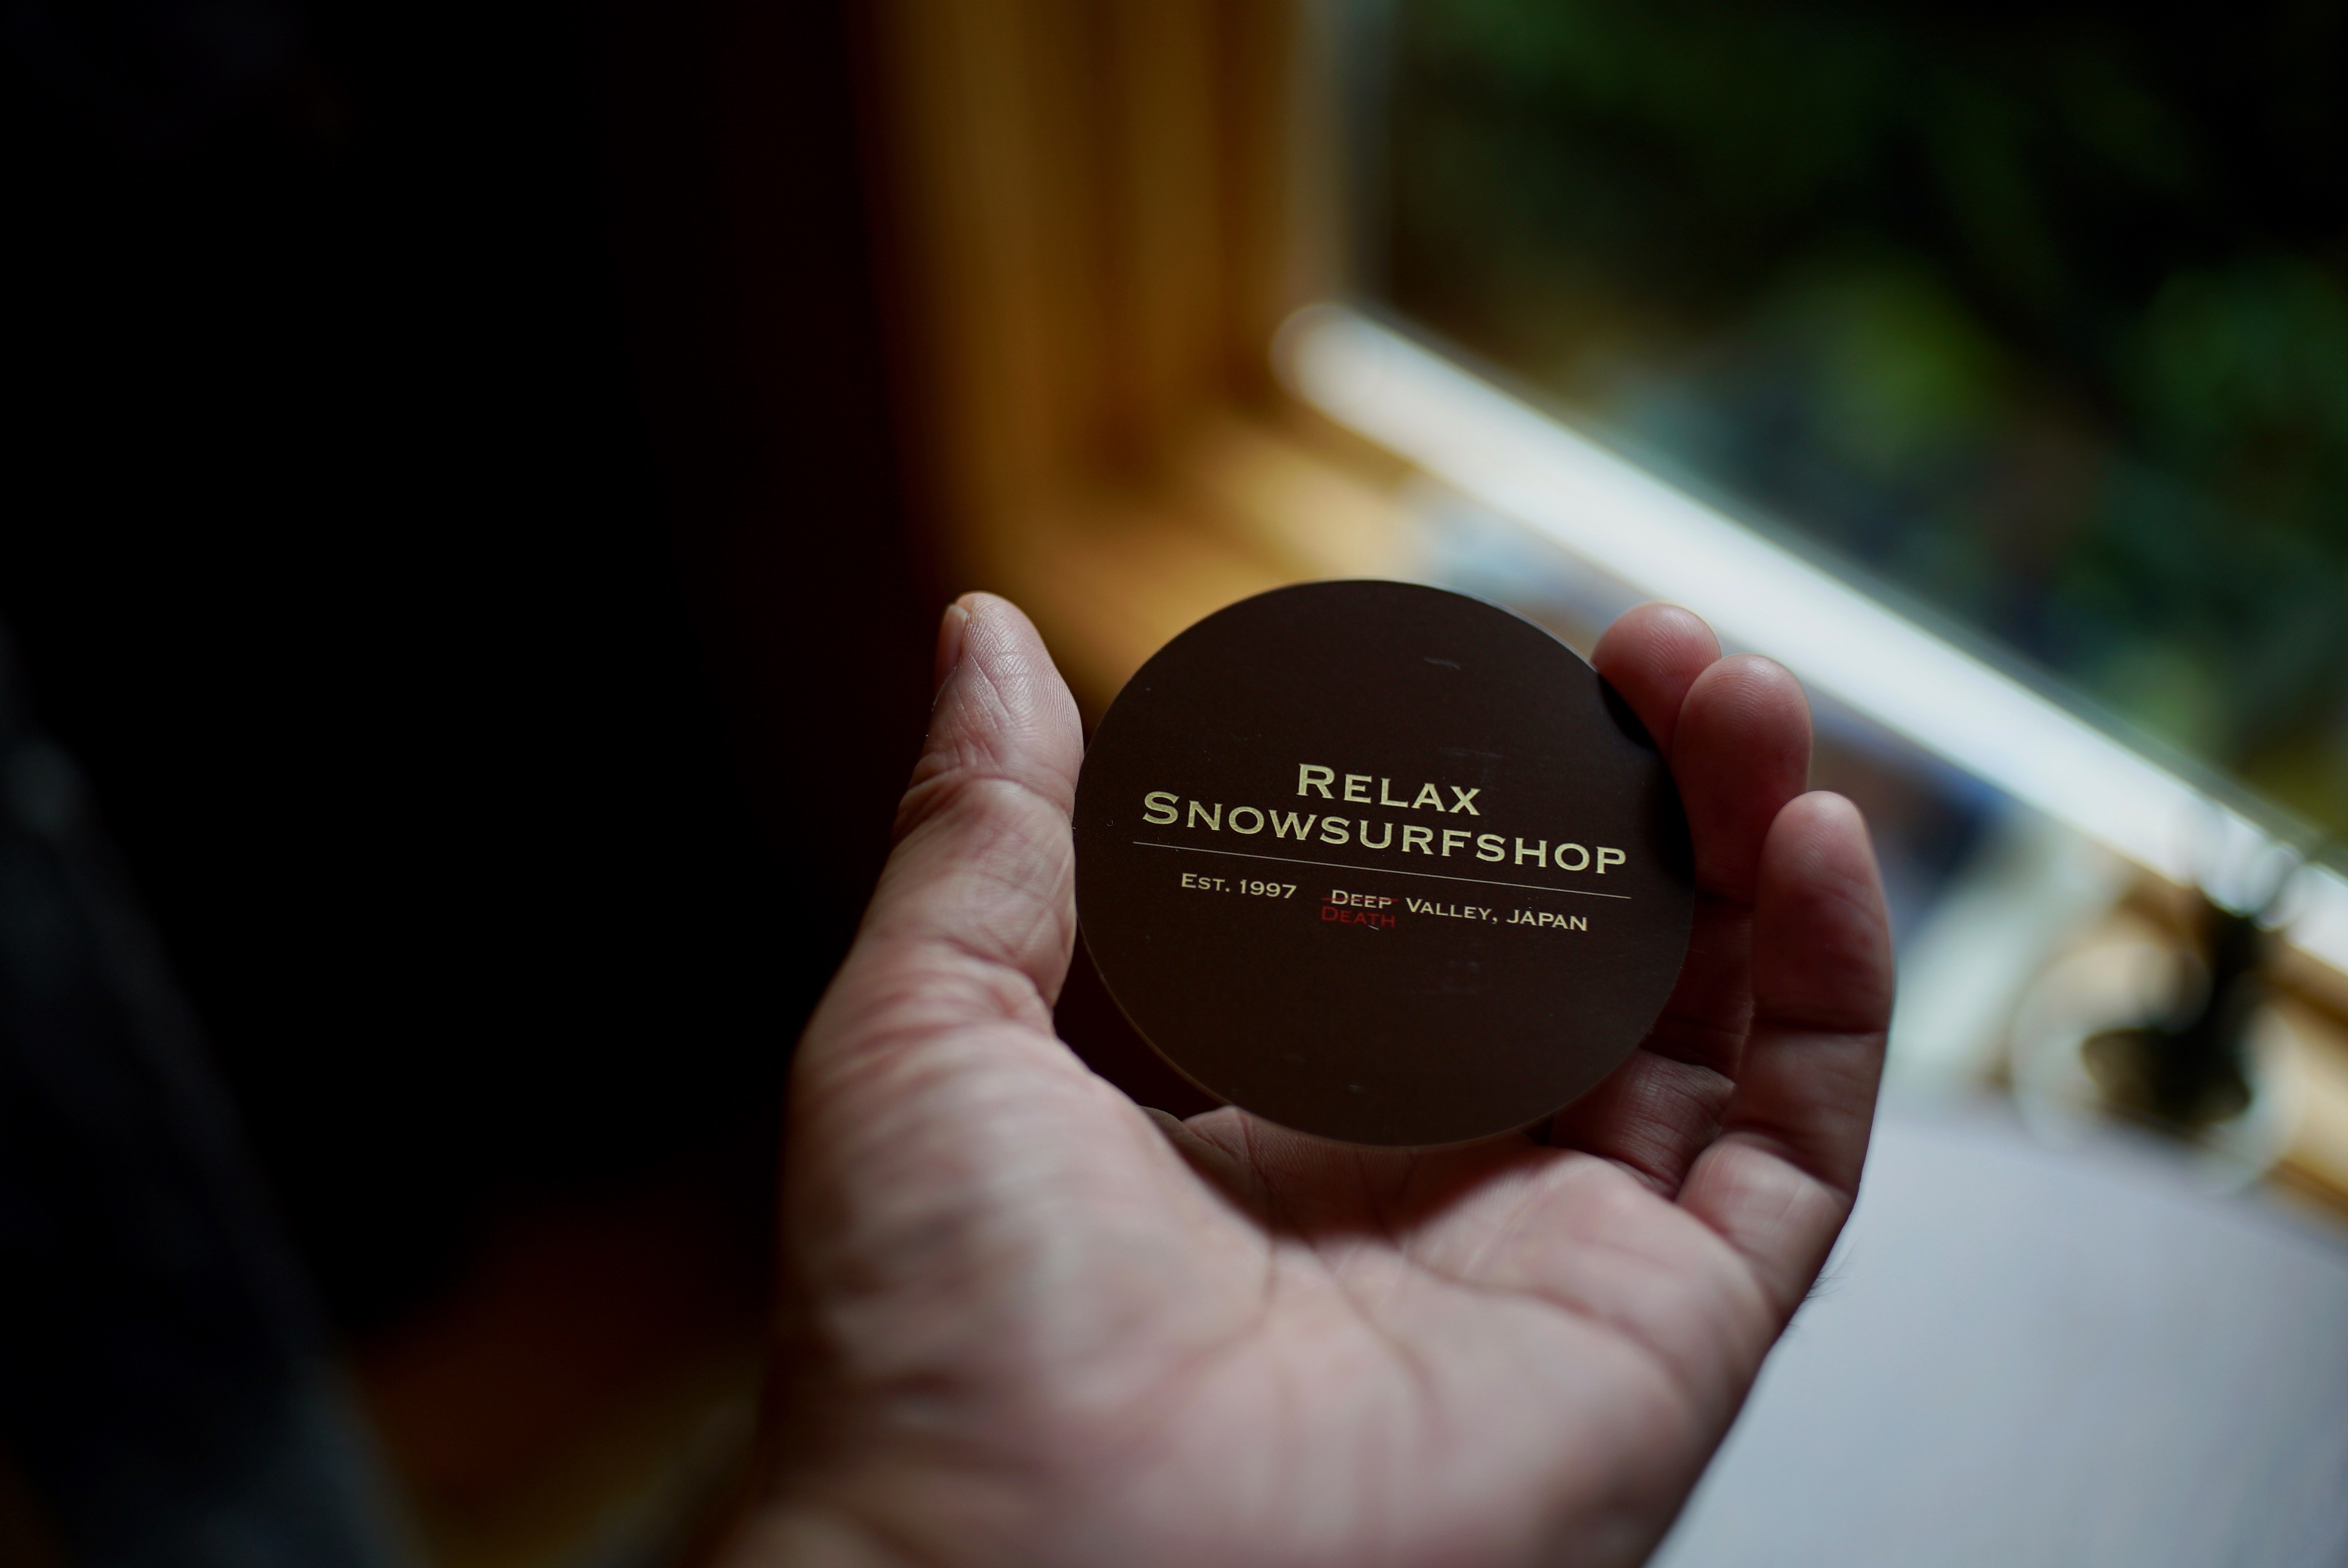 RELAX
SNOWSURFSHOP
EST. 1997 DEEP VALLEY, JAPAN
DEATH